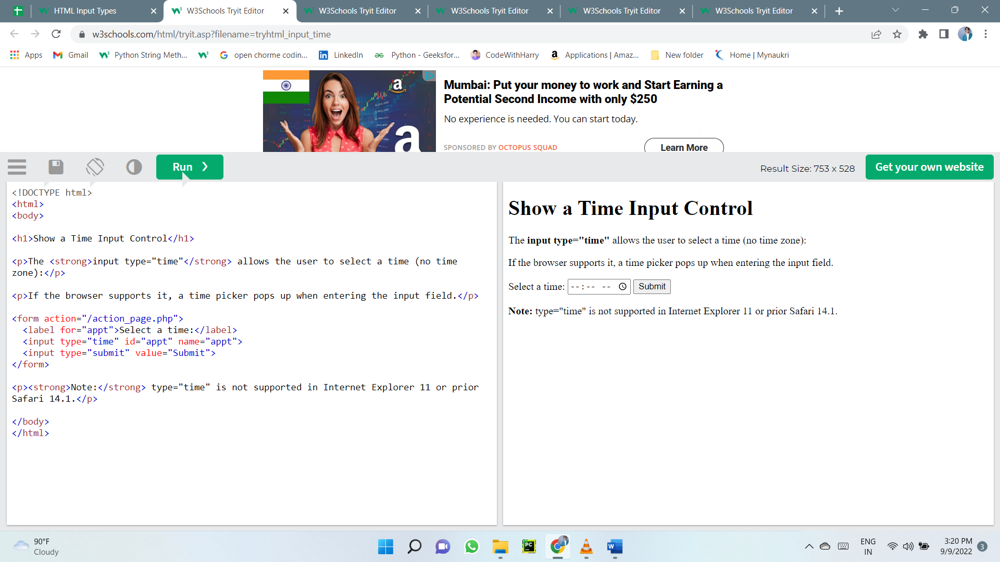 HTML Input Types
W3Schools Tryit Editor
W3Schools Tryit Editor
W3Schools Tryit Editor
W3Schools Tryit Editor
W3Schools Tryit Editor
w3schools.com/html/tryit.asp?filename=tryhtml_input_time
Apps
Gmail
Python String Meth...
open chorme codin...
LinkedIn
Python - Geeksfor...
CodeWithHarry
Applications | Amaz...
New folder
Home | Mynaukri
Mumbai: Put your money to work and Start Earning a
Potential Second Income with only $250
No experience is needed. You can start today.
SPONSORED BY OCTOPUS SQUAD
Learn More
Run ❯
Result Size: 753 x 528
Get your own website
<!DOCTYPE html>
<html>
<body>
<h1>Show a Time Input Control</h1>
<p>The <strong>input type="time"</strong> allows the user to select a time (no time
zone):</p>
<p>If the browser supports it, a time picker pops up when entering the input field.</p>
<form action="/action_page.php">
<label for="appt">Select a time:</label>
<input type="time" id="appt" name="appt">
<input type="submit" value="Submit">
</form>
<p><strong>Note:</strong> type="time" is not supported in Internet Explorer 11 or prior
Safari 14.1.</p>
</body>
</html>
Show a Time Input Control
The input type="time" allows the user to select a time (no time zone):
If the browser supports it, a time picker pops up when entering the input field.
Select a time: --:-- -- Submit
Note: type="time" is not supported in Internet Explorer 11 or prior Safari 14.1.
90°F
Cloudy
ENG
IN
3:20 PM
9/9/2022
3